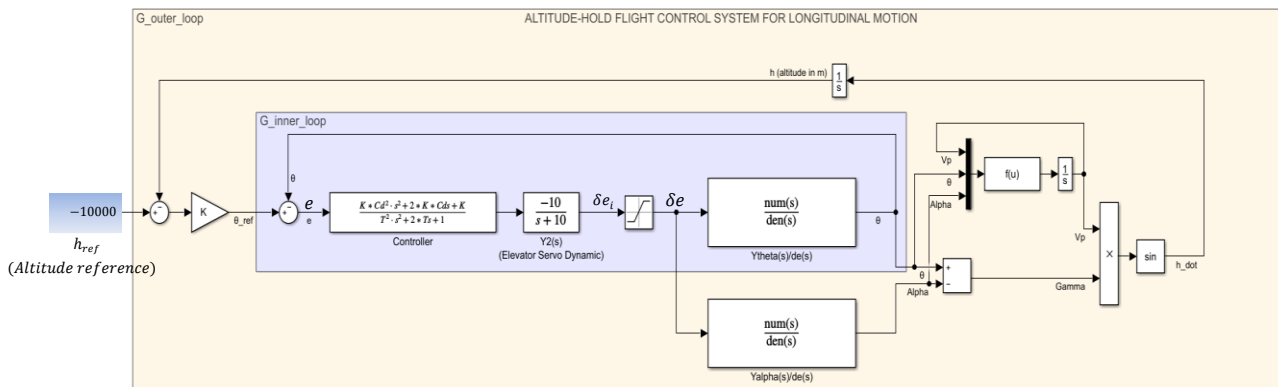 G_outer_loop
ALTITUDE-HOLD FLIGHT CONTROL SYSTEM FOR LONGITUDINAL MOTION
h (altitude in m)
1
s
G_inner_loop
θ
-10000
h_ref
(Altitude reference)
+ −
K
θ_ref
+ −
e
e
K∗Cd²·s²+2∗K∗Cds+K
T²·s²+2∗Ts+1
Controller
-10
s+10
Y2(s)
(Elevator Servo Dynamic)
δe_i
δe
num(s)
den(s)
Ytheta(s)/de(s)
θ
num(s)
den(s)
Yalpha(s)/de(s)
Vp
θ
Alpha
f(u)
1
s
Vp
θ
Alpha
+
−
Gamma
X
sin
h_dot